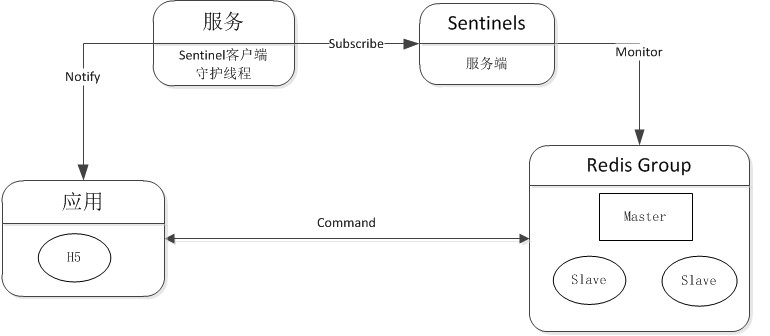 服务
Sentinel客户端
守护线程
Subscribe
Sentinels
服务端
Notify
Monitor
应用
H5
Command
Redis Group
Master
Slave
Slave